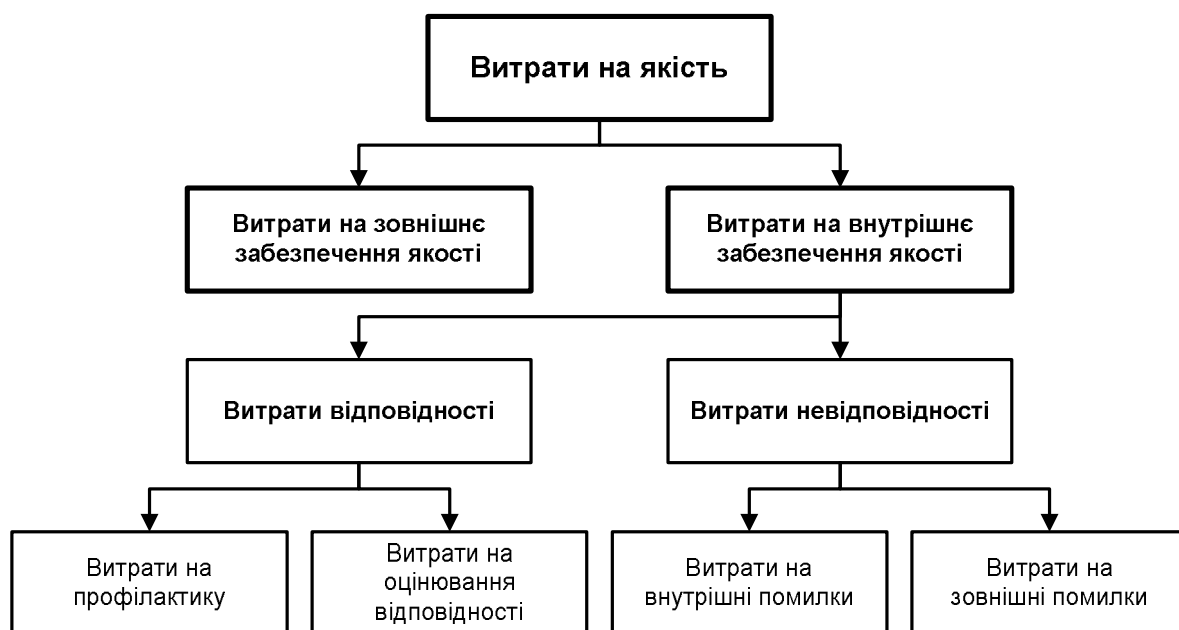 Витрати на якість
Витрати на зовнішнє
забезпечення якості
Витрати на внутрішнє
забезпечення якості
Витрати відповідності
Витрати невідповідності
Витрати на
профілактику
Витрати на
оцінювання
відповідності
Витрати на
внутрішні помилки
Витрати на
зовнішні помилки